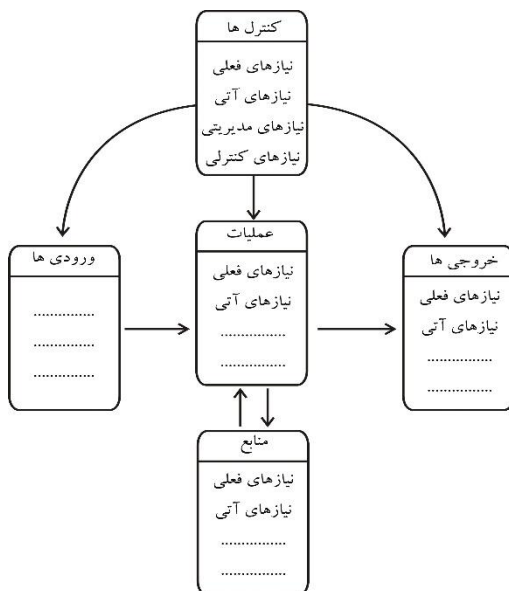 کنترل ها
نیازهای فعلی
نیازهای آتی
نیازهای مدیریتی
نیازهای کنترلی
ورودی ها
...............
...............
...............
عملیات
نیازهای فعلی
نیازهای آتی
................
................
خروجی ها
نیازهای فعلی
نیازهای آتی
................
................
منابع
نیازهای فعلی
نیازهای آتی
................
................